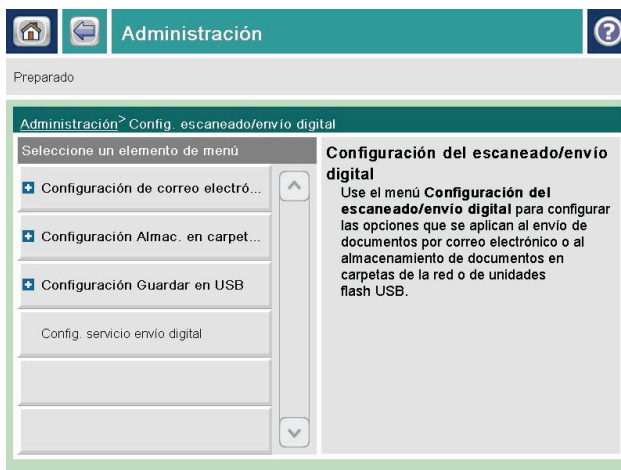 Administración
Preparado
Administración> Config. escaneado/envío digital
Seleccione un elemento de menú
Configuración de correo electró...
Configuración Almac. en carpet...
Configuración Guardar en USB
Config. servicio envío digital
Configuración del escaneado/envío
digital
Use el menú Configuración del
escaneado/envío digital para configurar
las opciones que se aplican al envío de
documentos por correo electrónico o al
almacenamiento de documentos en
carpetas de la red o de unidades
flash USB.